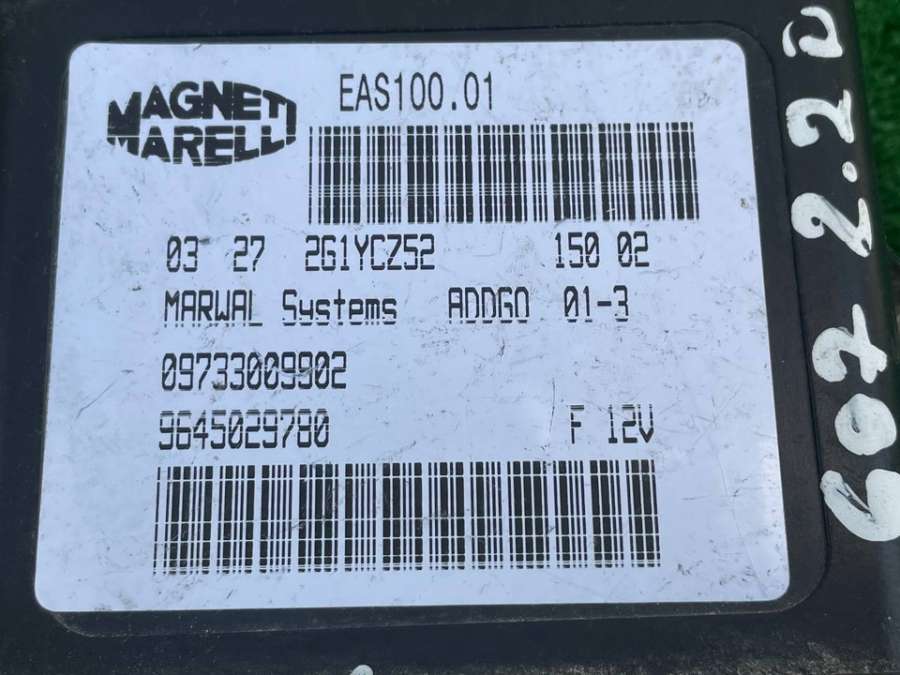 MAGNETI
MARELLI
EAS100.01
03 27 2G1YCZ52 150 02
MARWAL Systems ADDGO 01-3
09733009902
9645029780 F 12V
607 2.2D